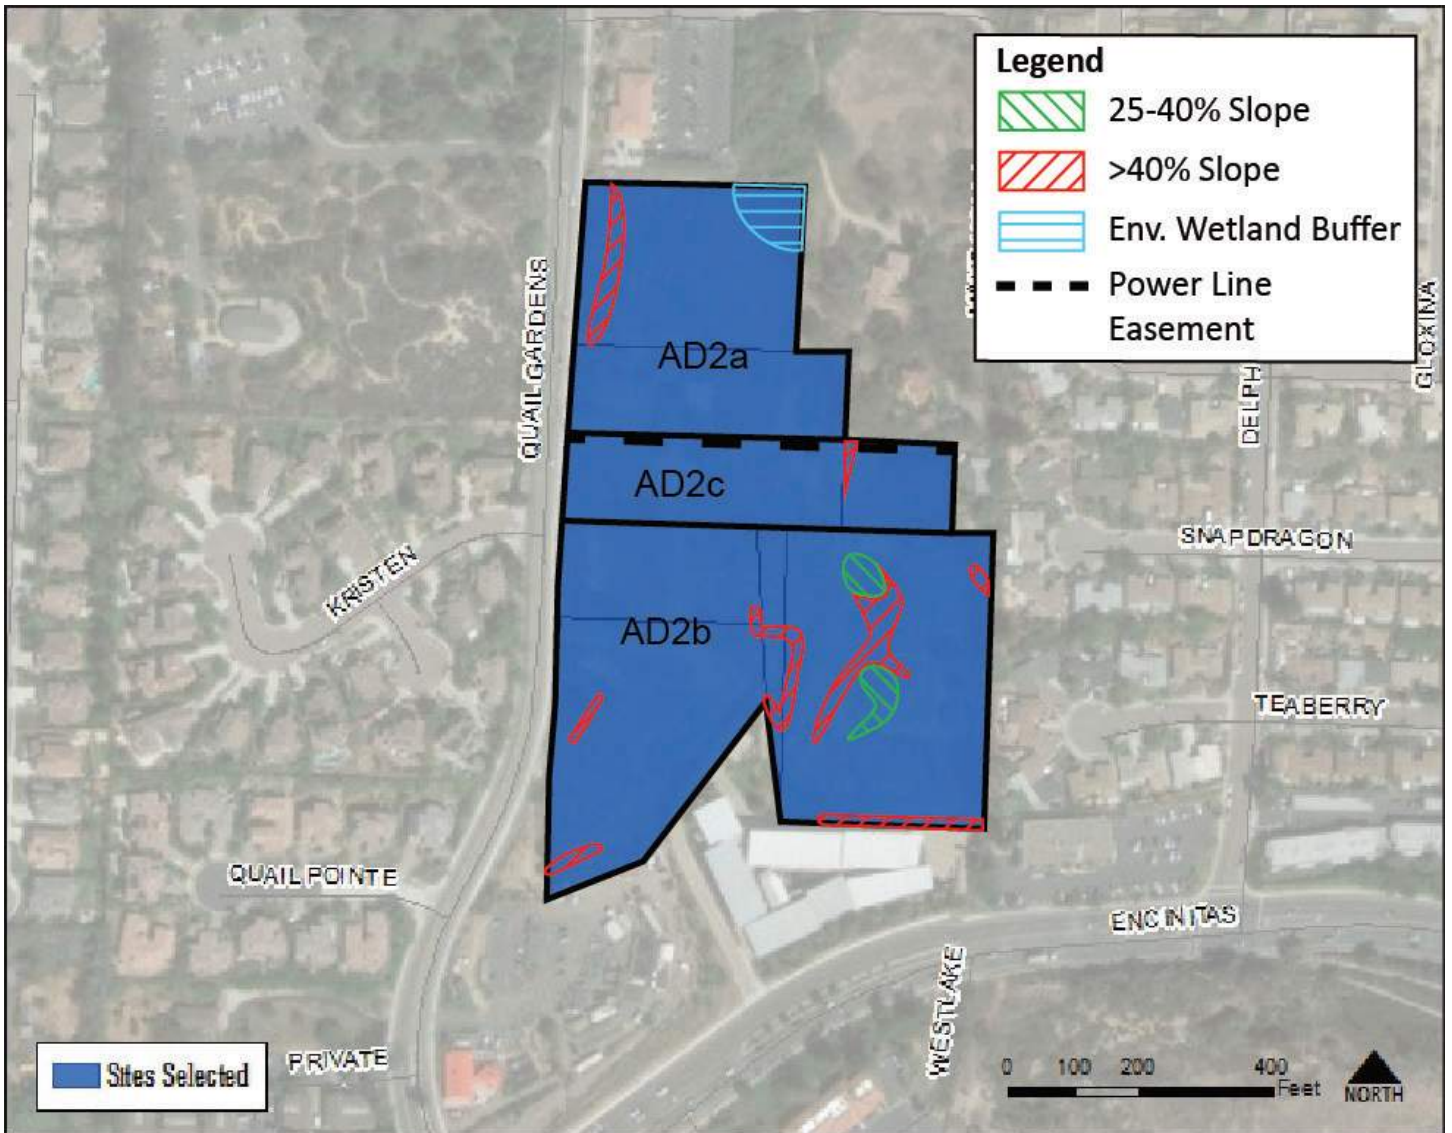 Legend
25-40% Slope
>40% Slope
Env. Wetland Buffer
Power Line
Easement
QUAIL GARDENS
AD2a
DELPH
GLOXINA
AD2c
SNAPDRAGON
KRISTEN
AD2b
TEABERRY
QUAIL POINTE
ENCINITAS
WESTLAKE
PRIVATE
Sites Selected
0 100 200 400
Feet
NORTH